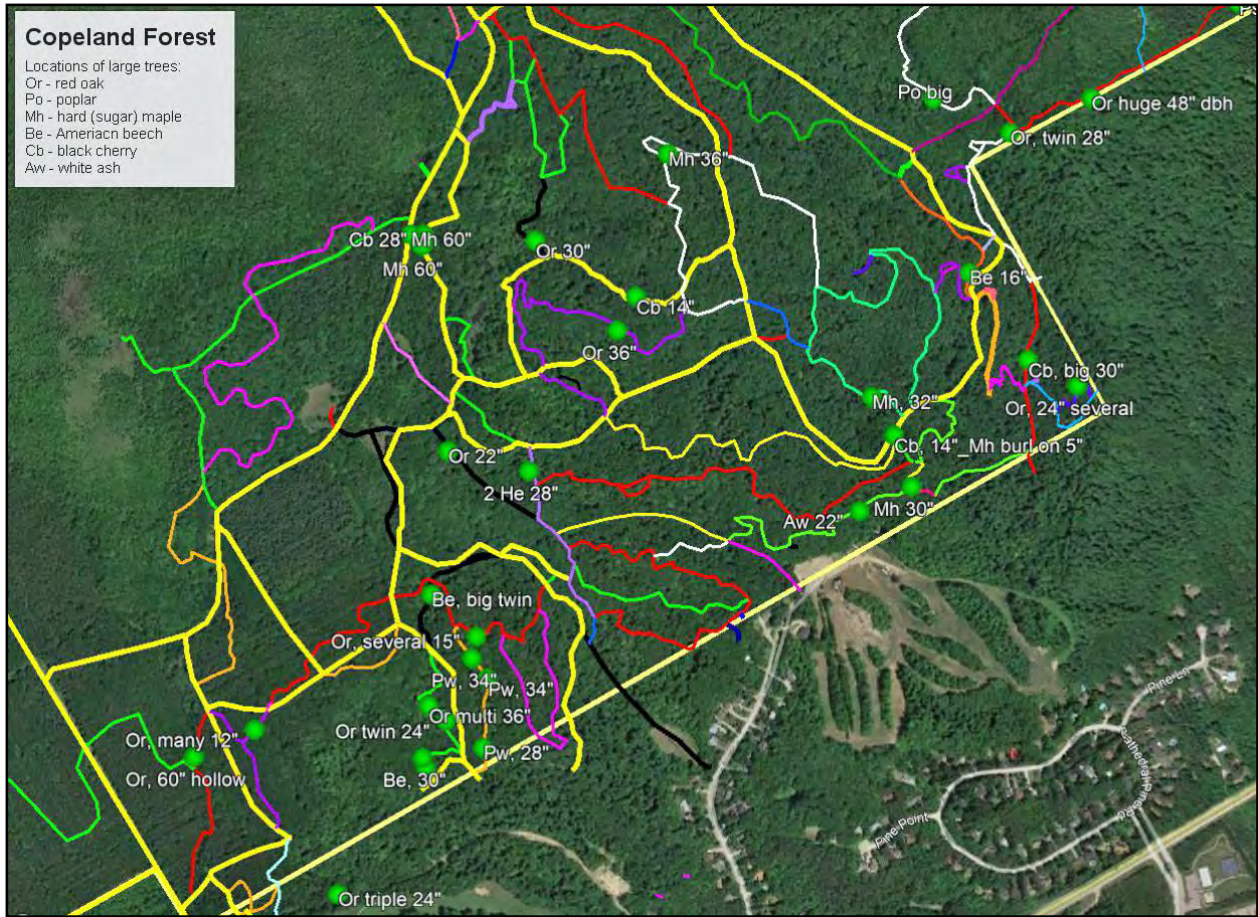 Copeland Forest
Locations of large trees:
Or - red oak
Po - poplar
Mh - hard (sugar) maple
Be - Ameriacn beech
Cb - black cherry
Aw - white ash
Po big
Or huge 48" dbh
Or, twin 28"
Mh 36"
Cb 28" Mh 60"
Mh 60"
Or 30"
Be 16"
Cb 14"
Or 36"
Cb, big 30"
Mh, 32"
Or, 24" several
Cb, 14"_Mh burl on 5"
Or 22"
2 He 28"
Aw 22"
Mh 30"
Be, big twin
Or, several 15"
Pw, 34"
Pw, 34"
Or multi 36"
Or twin 24"
Or, many 12"
Pw, 28"
Or, 60" hollow
Be, 30"
Or triple 24"
Pine Ln
Cathedral Pine Rd
Pine Point